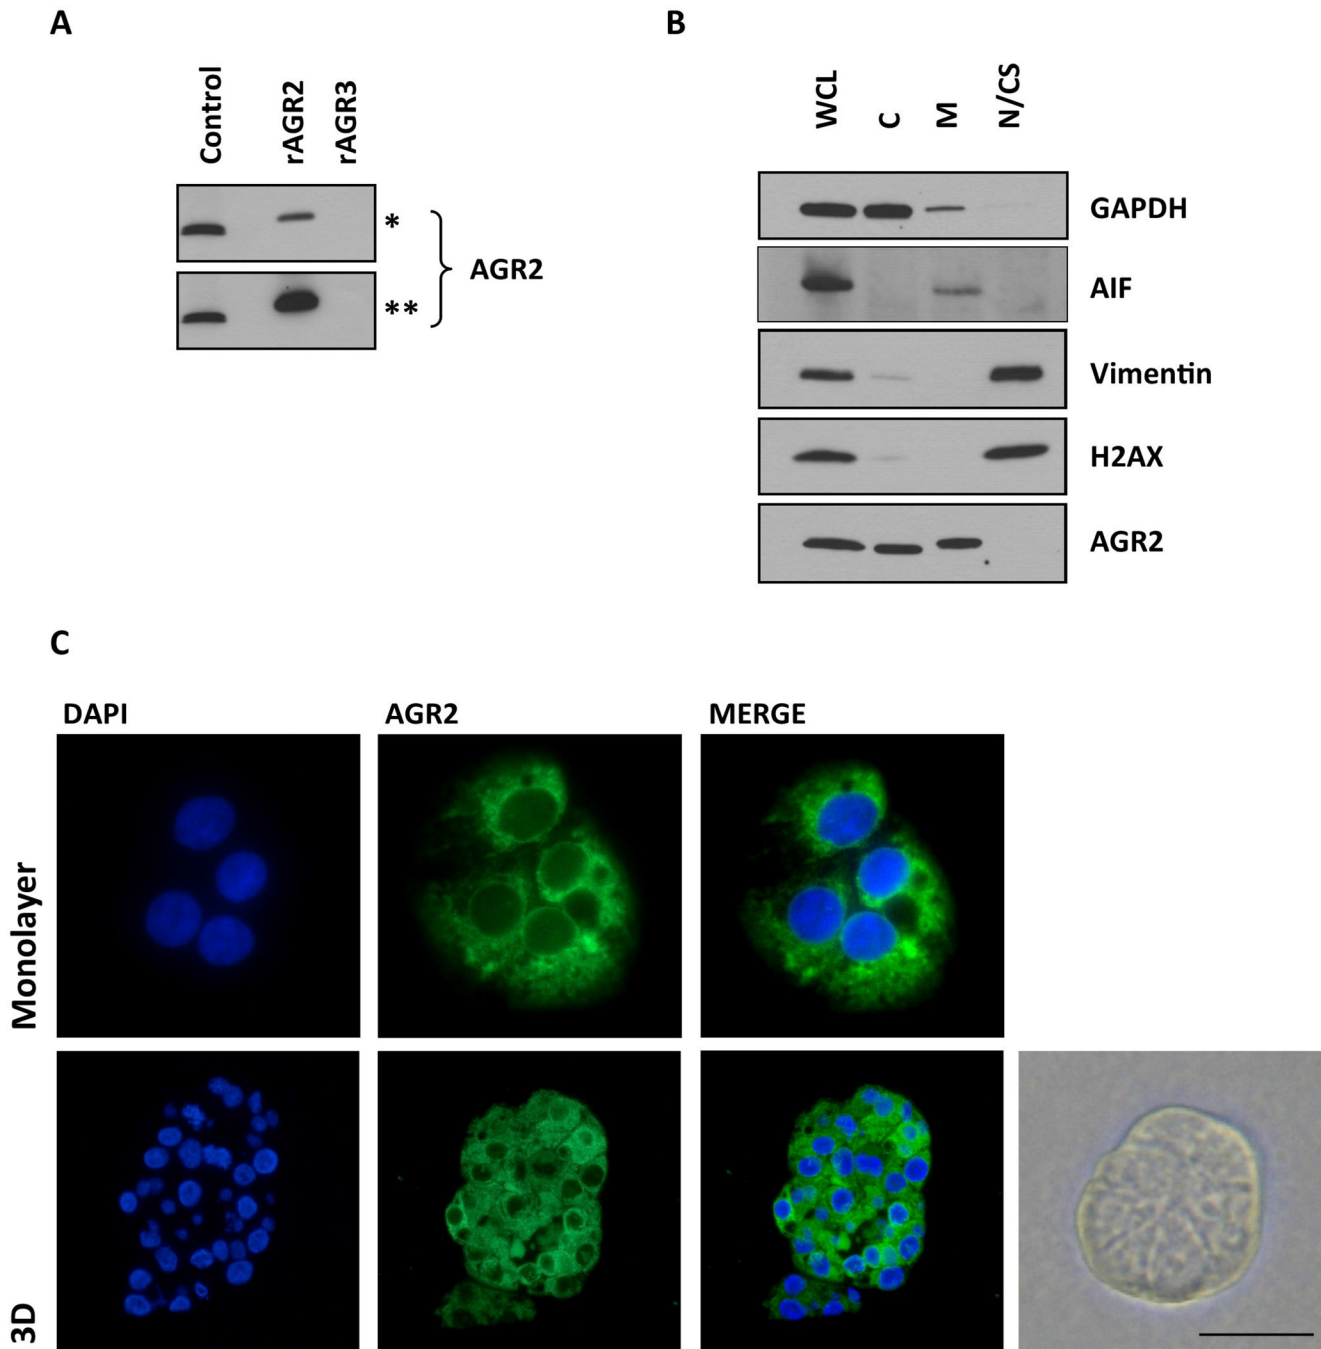 A
Control
rAGR2
rAGR3
*
**
AGR2
B
WCL
C
M
N/CS
GAPDH
AIF
Vimentin
H2AX
AGR2
C
DAPI
AGR2
MERGE
Monolayer
3D